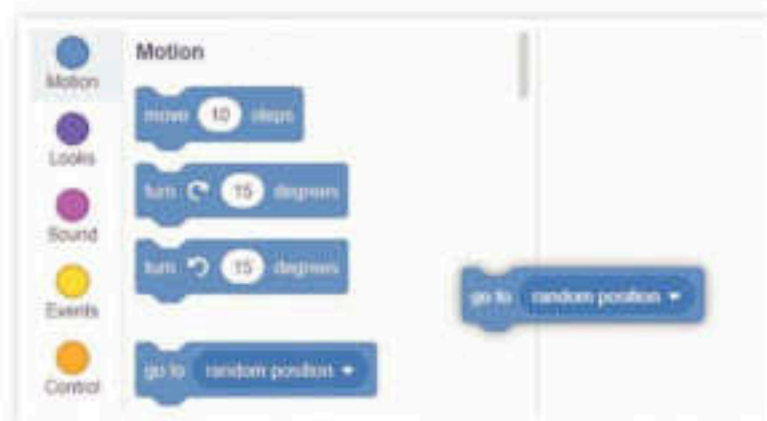 Motion
Motion
move 10 steps
Looks
turn 15 degrees
Sound
turn 15 degrees
go to random position
Events
go to random position
Control